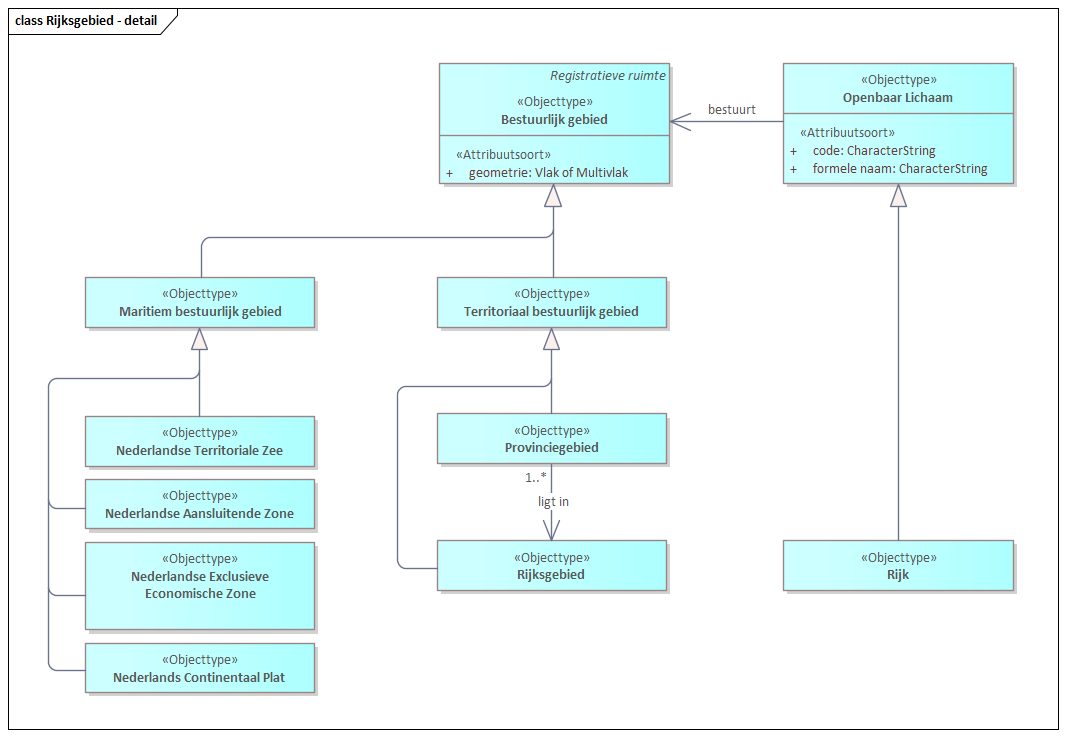 class Rijksgebied - detail
Registratieve ruimte
«Objecttype»
Bestuurlijk gebied
«Attribuutsoort»
+ geometrie: Vlak of Multivlak
bestuurt
«Objecttype»
Openbaar Lichaam
«Attribuutsoort»
+ code: CharacterString
+ formele naam: CharacterString
«Objecttype»
Maritiem bestuurlijk gebied
«Objecttype»
Territoriaal bestuurlijk gebied
«Objecttype»
Nederlandse Territoriale Zee
«Objecttype»
Nederlandse Aansluitende Zone
«Objecttype»
Nederlandse Exclusieve
Economische Zone
«Objecttype»
Nederlands Continentaal Plat
«Objecttype»
Provinciegebied
1..*
ligt in
«Objecttype»
Rijksgebied
«Objecttype»
Rijk